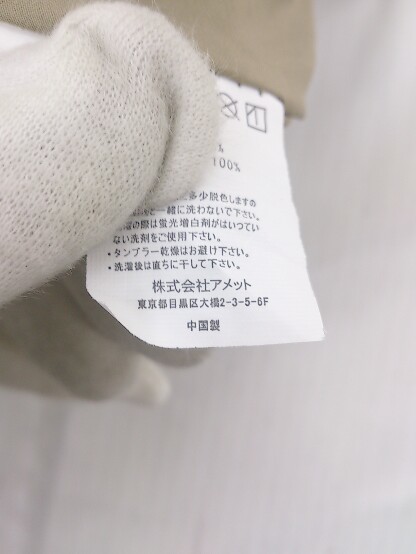 %
100%
多少脱色しますの
と一緒に洗わないで下さい。
の際は蛍光増白剤がはいってい
ない洗剤をご使用下さい。
・タンブラー乾燥はお避け下さい。
・洗濯後は直ちに干して下さい。
株式会社アメット
東京都目黒区大橋2-3-5-6F
中国製